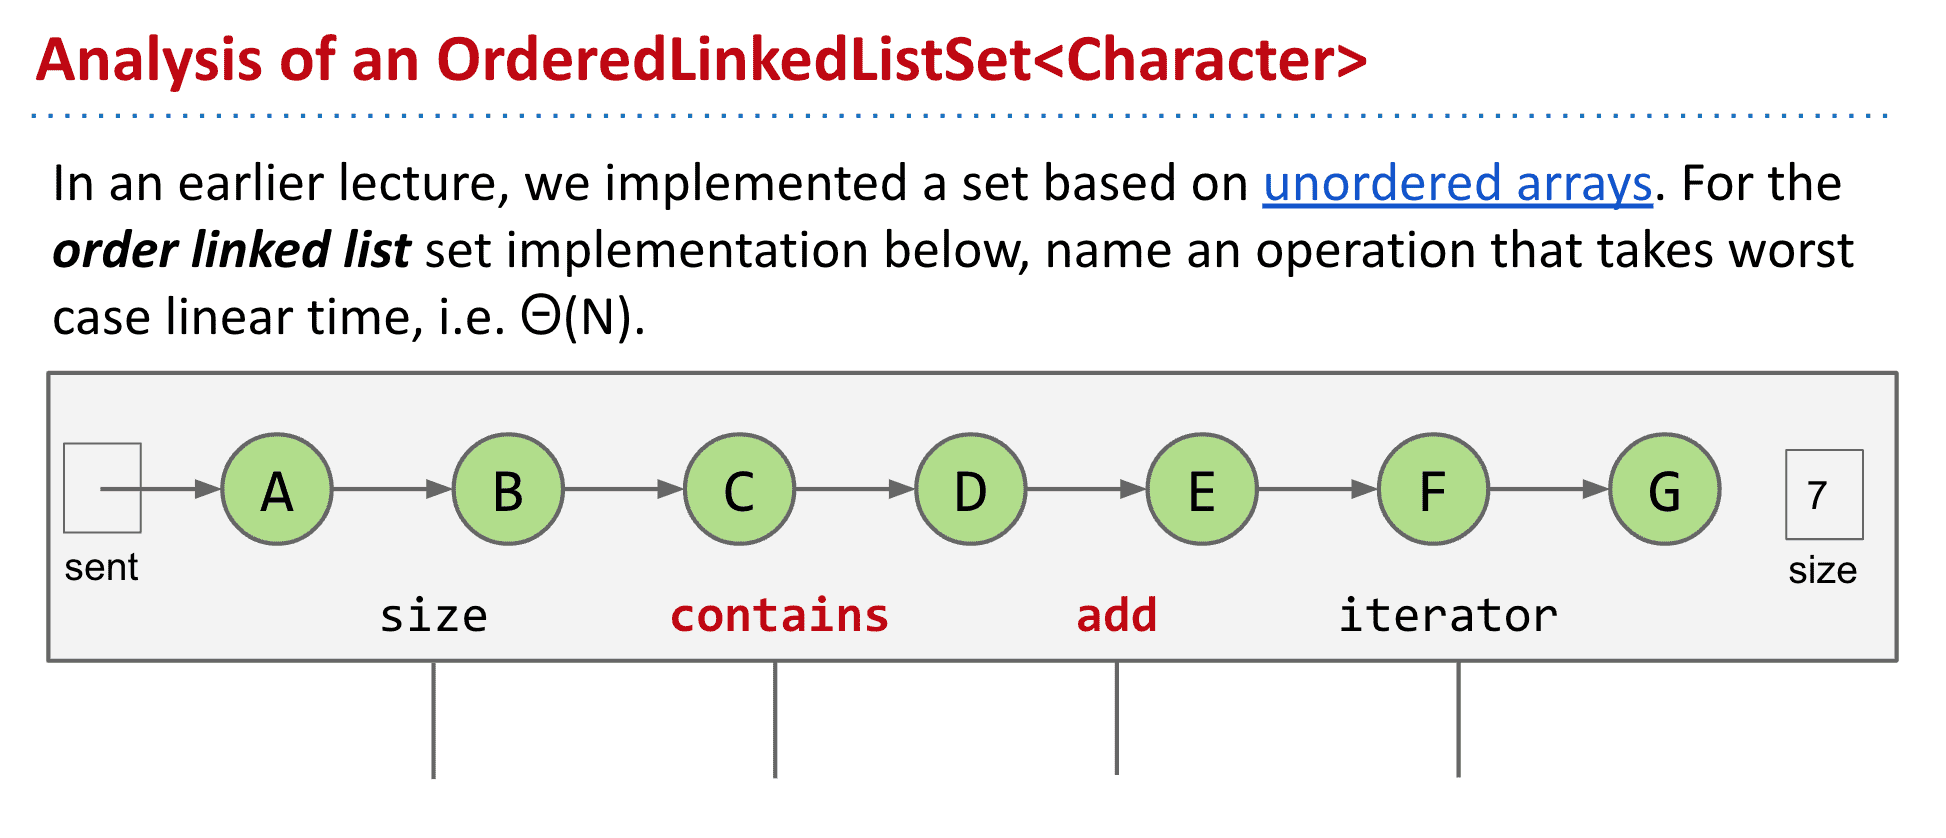 Analysis of an OrderedLinkedListSet<Character>
In an earlier lecture, we implemented a set based on unordered arrays. For the
order linked list set implementation below, name an operation that takes worst
case linear time, i.e. Θ(N).
A B C D E F G 7
sent size
size contains add iterator